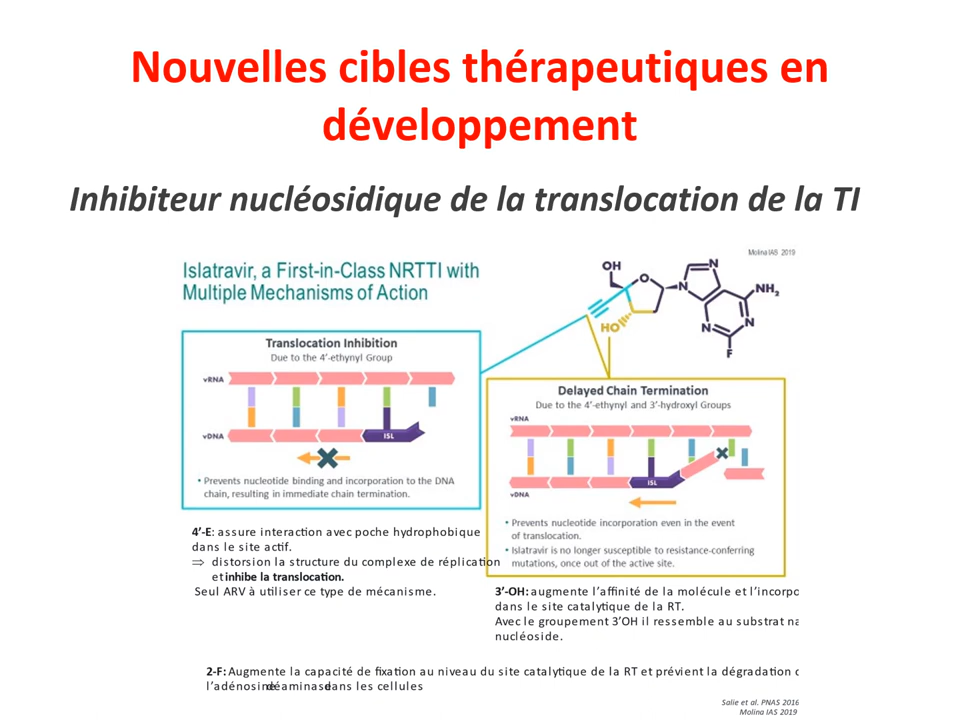 Nouvelles cibles thérapeutiques en
développement
Inhibiteur nucléosidique de la translocation de la TI
Molina IAS 2019
Islatravir, a First-in-Class NRTTI with
Multiple Mechanisms of Action
OH
O
N
N
N
N
NH₂
F
HO
Translocation Inhibition
Due to the 4’-ethynyl Group
vRNA
vDNA
ISL
• Prevents nucleotide binding and incorporation to the DNA
chain, resulting in immediate chain termination.
Delayed Chain Termination
Due to the 4’-ethynyl and 3’-hydroxyl Groups
vRNA
ISL
vDNA
• Prevents nucleotide incorporation even in the event
of translocation.
• Islatravir is no longer susceptible to resistance-conferring
mutations, once out of the active site.
4’-E: assure interaction avec poche hydrophobique
dans le site actif.
⇒ distorsion la structure du complexe de réplication
et inhibe la translocation.
Seul ARV à utiliser ce type de mécanisme.
3’-OH: augmente l’affinité de la molécule et l’incorpo
dans le site catalytique de la RT.
Avec le groupement 3’OH il ressemble au substrat na
nucléoside.
2-F: Augmente la capacité de fixation au niveau du site catalytique de la RT et prévient la dégradation
l’adénosine déaminase dans les cellules
Salie et al. PNAS 2016
Molina IAS 2019